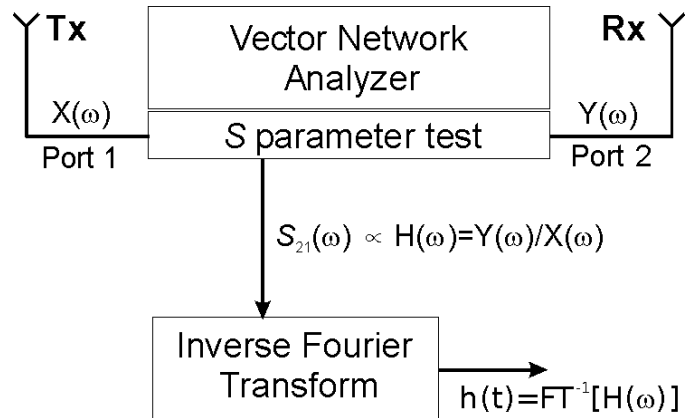 Tx
Vector Network
Analyzer
Rx
X(ω)
Y(ω)
Port 1
S parameter test
Port 2
S₂₁(ω) ∝ H(ω)=Y(ω)/X(ω)
Inverse Fourier
Transform
h(t)=FT⁻¹[H(ω)]